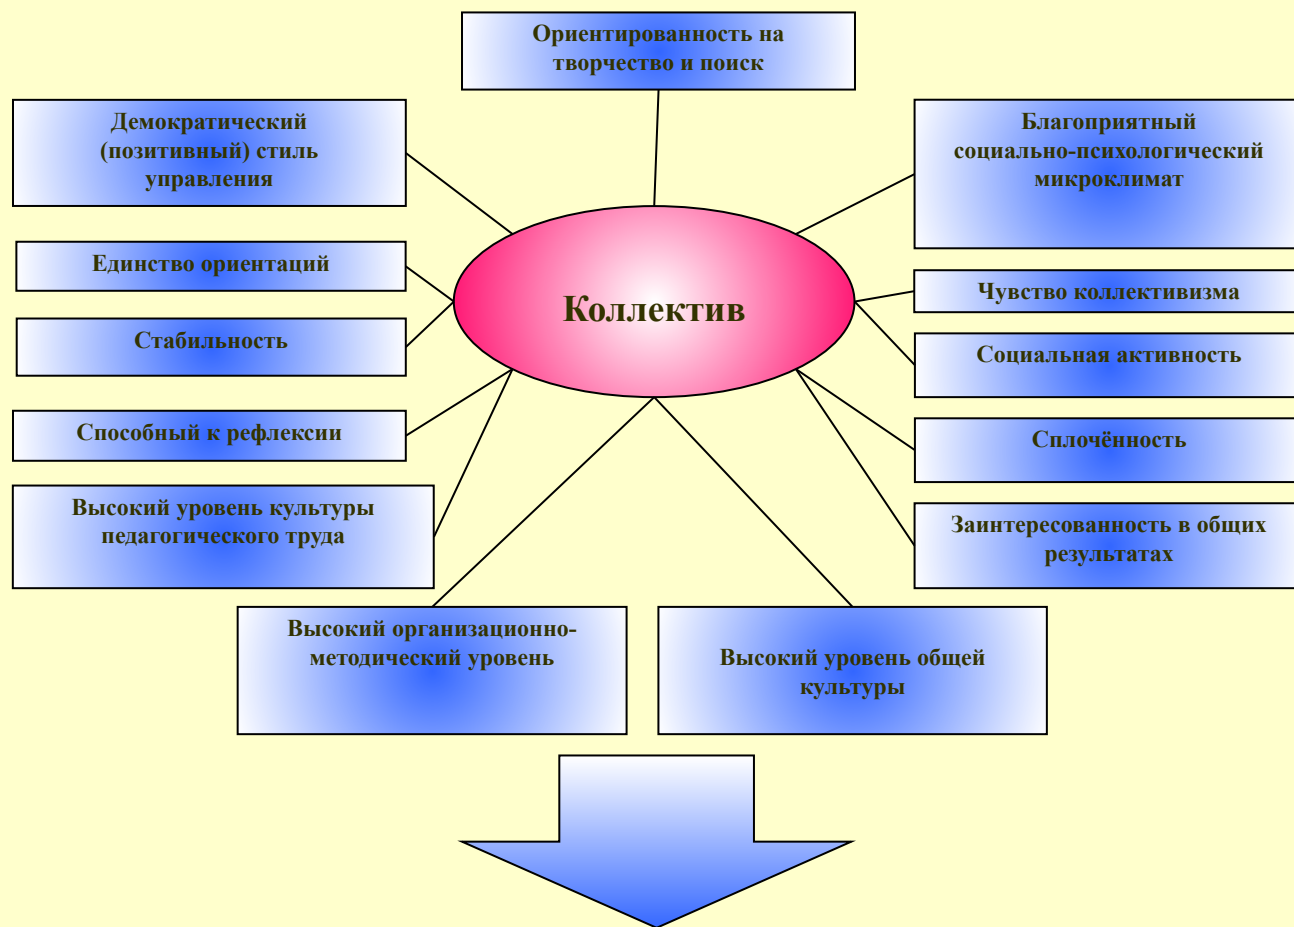 Ориентированность на
творчество и поиск
Демократический
(позитивный) стиль
управления
Благоприятный
социально-психологический
микроклимат
Единство ориентаций
Чувство коллективизма
Коллектив
Стабильность
Социальная активность
Способный к рефлексии
Сплочённость
Высокий уровень культуры
педагогического труда
Заинтересованность в общих
результатах
Высокий организационно-
методический уровень
Высокий уровень общей
культуры